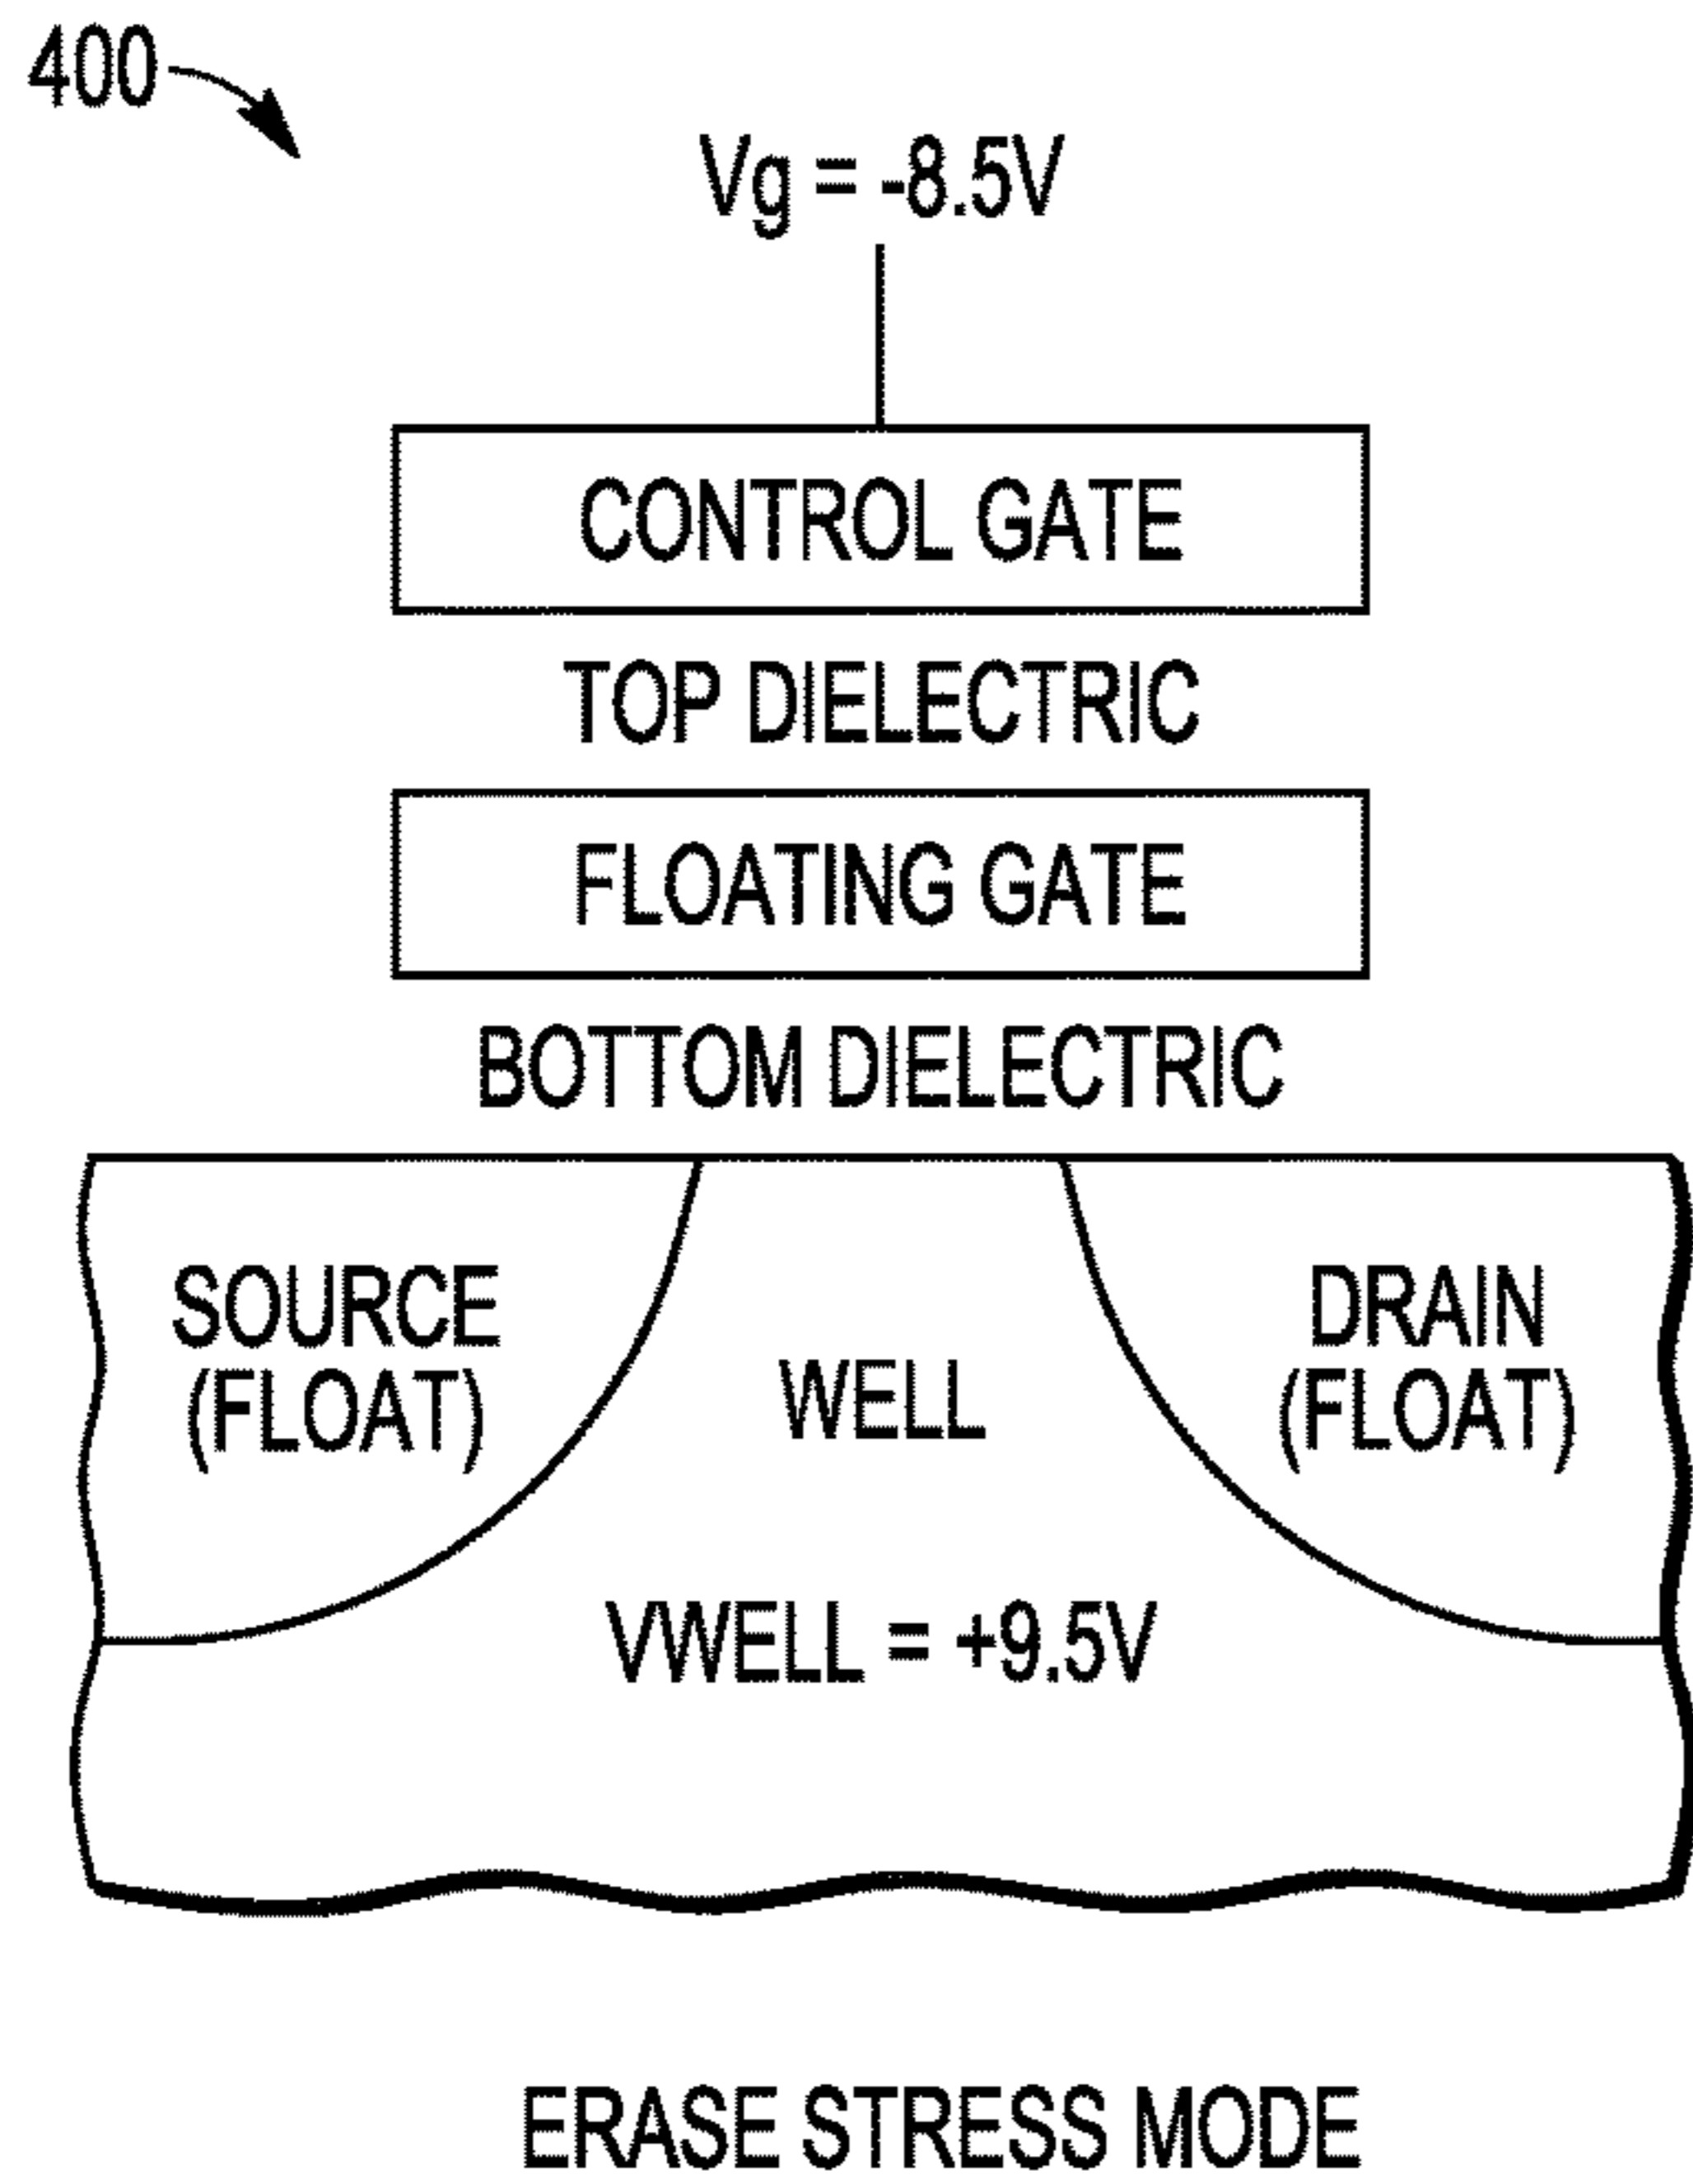 400
Vg = -8.5V
CONTROL GATE
TOP DIELECTRIC
FLOATING GATE
BOTTOM DIELECTRIC
SOURCE
(FLOAT)
WELL
DRAIN
(FLOAT)
VWELL = +9.5V
ERASE STRESS MODE